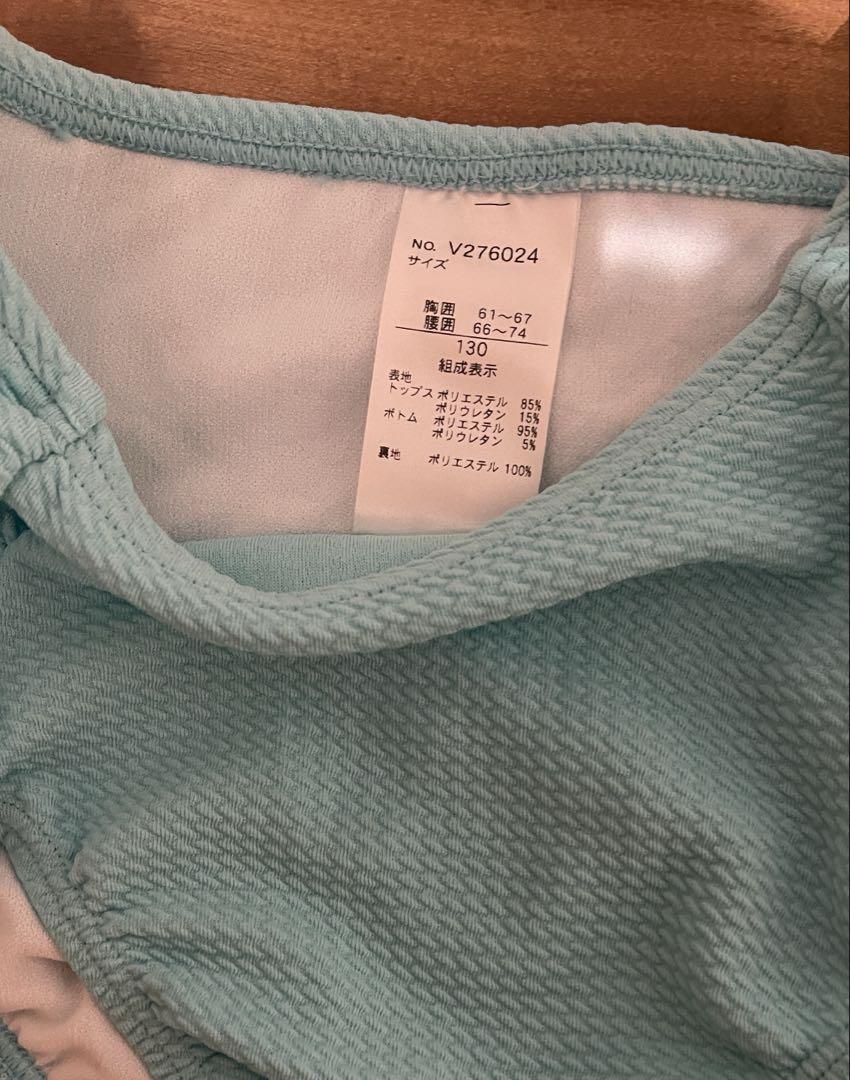 No. V276024
サイズ
胸囲 61〜67
腰囲 66〜74
130
組成表示
表地
トップス ポリエステル 85%
ポリウレタン 15%
ボトム ポリエステル 95%
ポリウレタン 5%
裏地 ポリエステル 100%